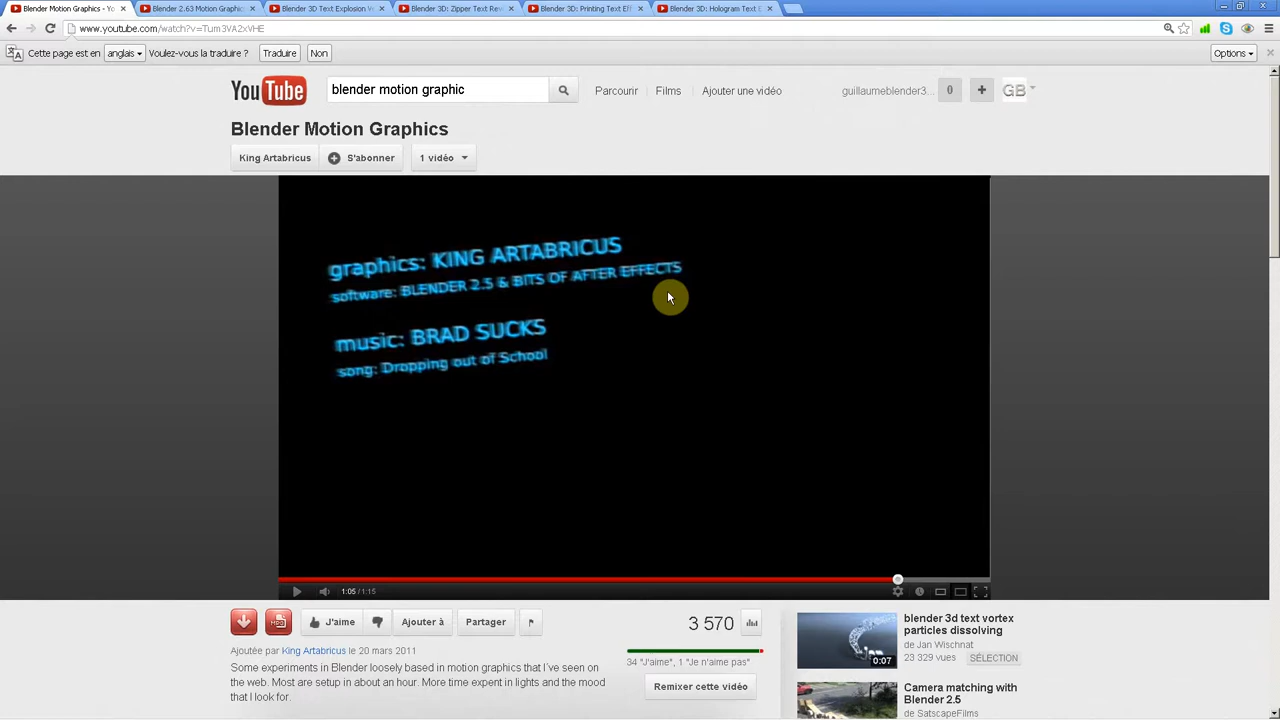 Blender Motion Graphics - Yo
Blender 2.63 Motion Graphic
Blender 3D Text Explosion V
Blender 3D: Zipper Text Rev
Blender 3D: Printing Text Eff
Blender 3D: Hologram Text E
www.youtube.com/watch?v=Tum3VA2xVHE
Cette page est en anglais Voulez-vous la traduire ? Traduire Non Options
YouTube blender motion graphic Parcourir Films Ajouter une vidéo guillaumeblender3... 0 + GB
Blender Motion Graphics
King Artabricus S'abonner 1 vidéo
graphics: KING ARTABRICUS
software: BLENDER 2.5 & BITS OF AFTER EFFECTS
music: BRAD SUCKS
song: Dropping out of School
1:05 / 1:15
MP3 J'aime Ajouter à Partager 3 570
Ajoutée par King Artabricus le 20 mars 2011
Some experiments in Blender loosely based in motion graphics that I've seen on
the web. Most are setup in about an hour. More time expent in lights and the mood
that I look for.
34 "J'aime", 1 "Je n'aime pas"
Remixer cette vidéo
0:07
blender 3d text vortex
particles dissolving
de Jan Wischnat
23 329 vues SÉLECTION
Camera matching with
Blender 2.5
de SatscapeFilms